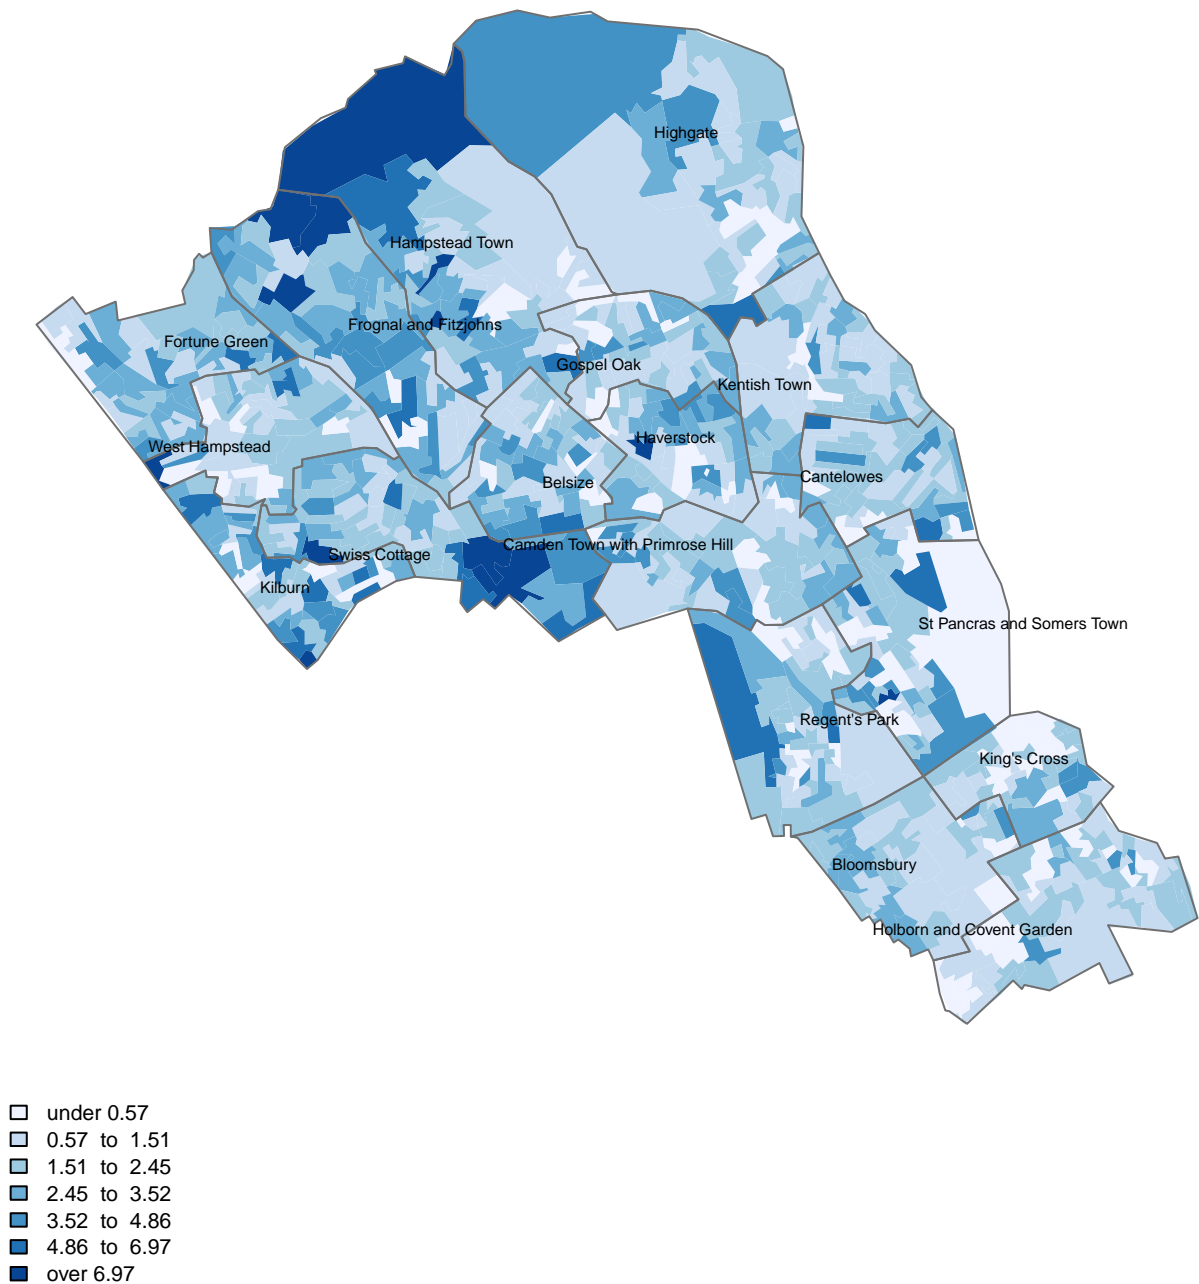 Highgate
Hampstead Town
Frognal and Fitzjohns
Fortune Green
Gospel Oak
Kentish Town
Haverstock
West Hampstead
Cantelowes
Belsize
Camden Town with Primrose Hill
Swiss Cottage
Kilburn
St Pancras and Somers Town
Regent's Park
King's Cross
Bloomsbury
Holborn and Covent Garden
under 0.57
0.57 to 1.51
1.51 to 2.45
2.45 to 3.52
3.52 to 4.86
4.86 to 6.97
over 6.97